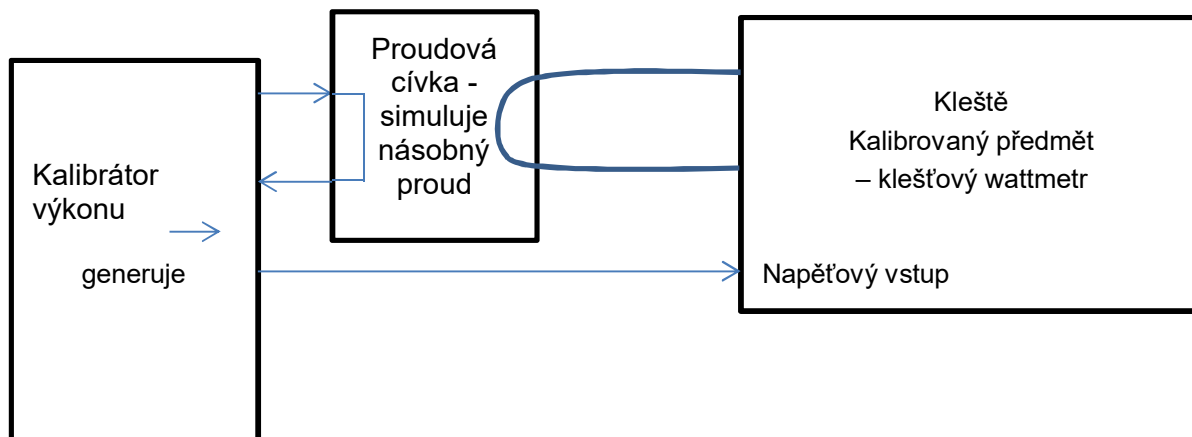 Proudová
cívka -
simuluje
násobný
proud
Kalibrátor
výkonu
generuje
Kleště
Kalibrovaný předmět
– klešťový wattmetr
Napěťový vstup